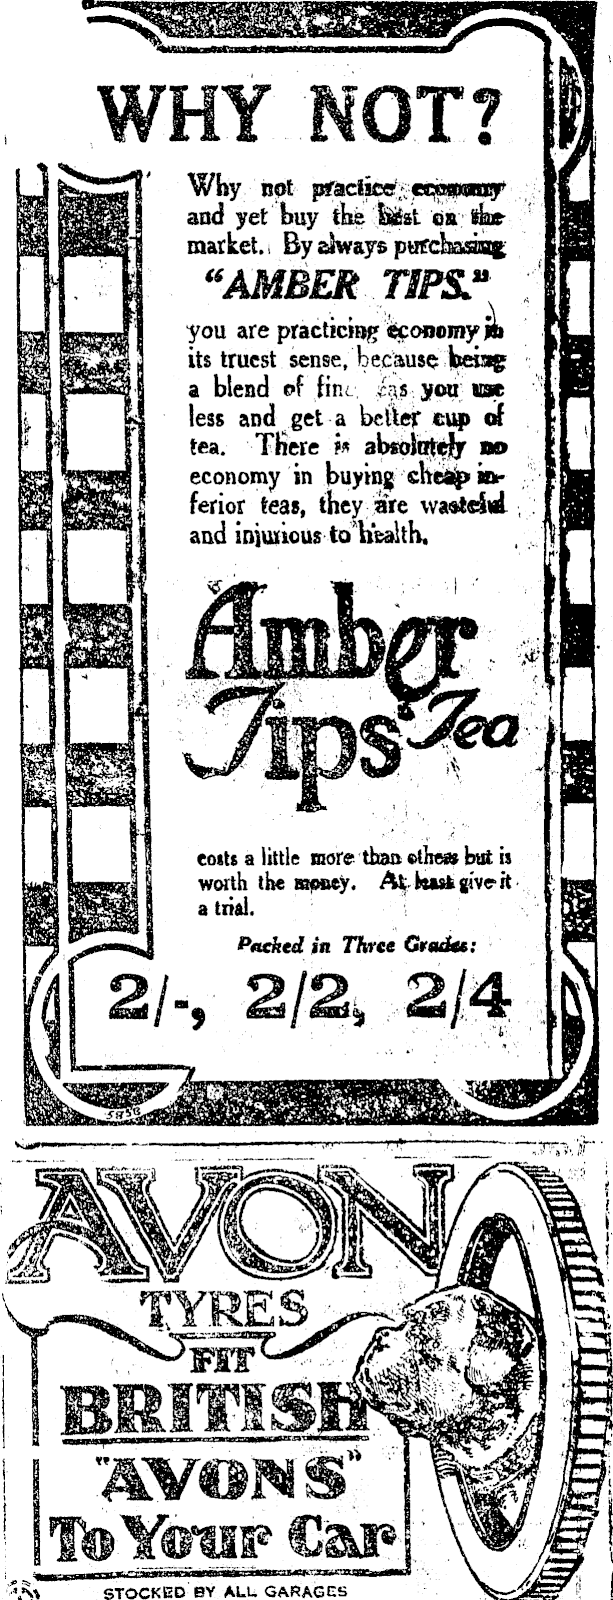 WHY NOT?
Why not practice economy
and yet buy the best on the
market. By always purchasing
"AMBER TIPS."
you are practicing economy in
its truest sense, because being
a blend of fine teas you use
less and get a better cup of
tea. There is absolutely no
economy in buying cheap in-
ferior teas, they are wasteful
and injurious to health.
Amber
Tips Tea
costs a little more than others but is
worth the money. At least give it
a trial.
Packed in Three Grades:
2/-, 2/2, 2/4
5858
AVON
TYRES
FIT
BRITISH
"AVONS"
To Your Car
STOCKED BY ALL GARAGES